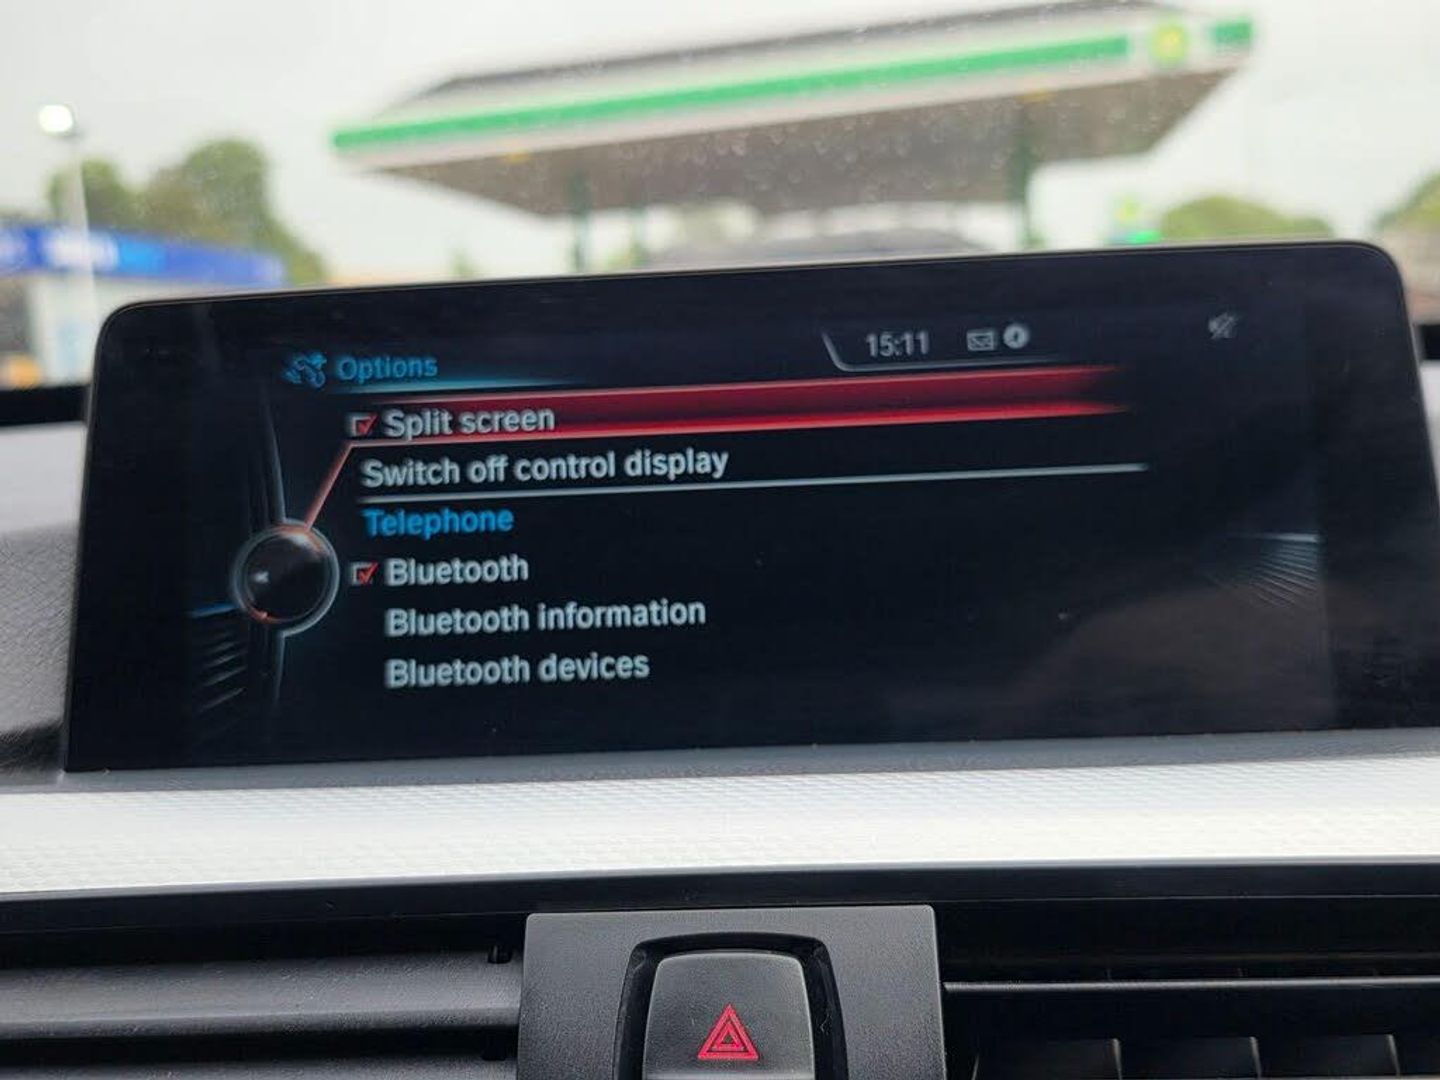 15:11
Options
Split screen
Switch off control display
Telephone
Bluetooth
Bluetooth information
Bluetooth devices